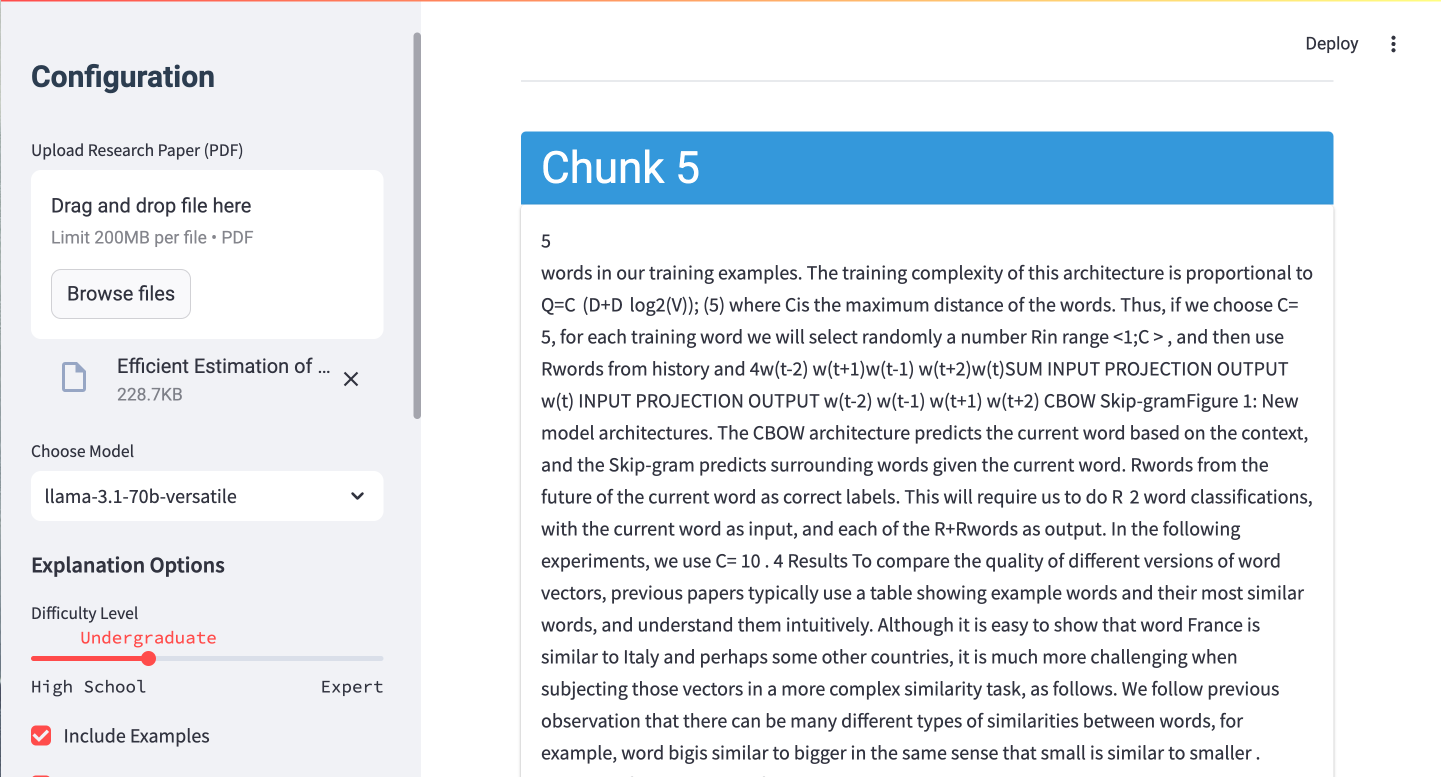 Configuration
Upload Research Paper (PDF)
Drag and drop file here
Limit 200MB per file • PDF
Browse files
Efficient Estimation of ...
228.7KB
Choose Model
llama-3.1-70b-versatile
Explanation Options
Difficulty Level
Undergraduate
High School Expert
Include Examples
Deploy
Chunk 5
5
words in our training examples. The training complexity of this architecture is proportional to
Q=C (D+D log2(V)); (5) where Cis the maximum distance of the words. Thus, if we choose C=
5, for each training word we will select randomly a number Rin range <1;C > , and then use
Rwords from history and 4w(t-2) w(t+1)w(t-1) w(t+2)w(t)SUM INPUT PROJECTION OUTPUT
w(t) INPUT PROJECTION OUTPUT w(t-2) w(t-1) w(t+1) w(t+2) CBOW Skip-gramFigure 1: New
model architectures. The CBOW architecture predicts the current word based on the context,
and the Skip-gram predicts surrounding words given the current word. Rwords from the
future of the current word as correct labels. This will require us to do R 2 word classifications,
with the current word as input, and each of the R+Rwords as output. In the following
experiments, we use C= 10 . 4 Results To compare the quality of different versions of word
vectors, previous papers typically use a table showing example words and their most similar
words, and understand them intuitively. Although it is easy to show that word France is
similar to Italy and perhaps some other countries, it is much more challenging when
subjecting those vectors in a more complex similarity task, as follows. We follow previous
observation that there can be many different types of similarities between words, for
example, word bigis similar to bigger in the same sense that small is similar to smaller .